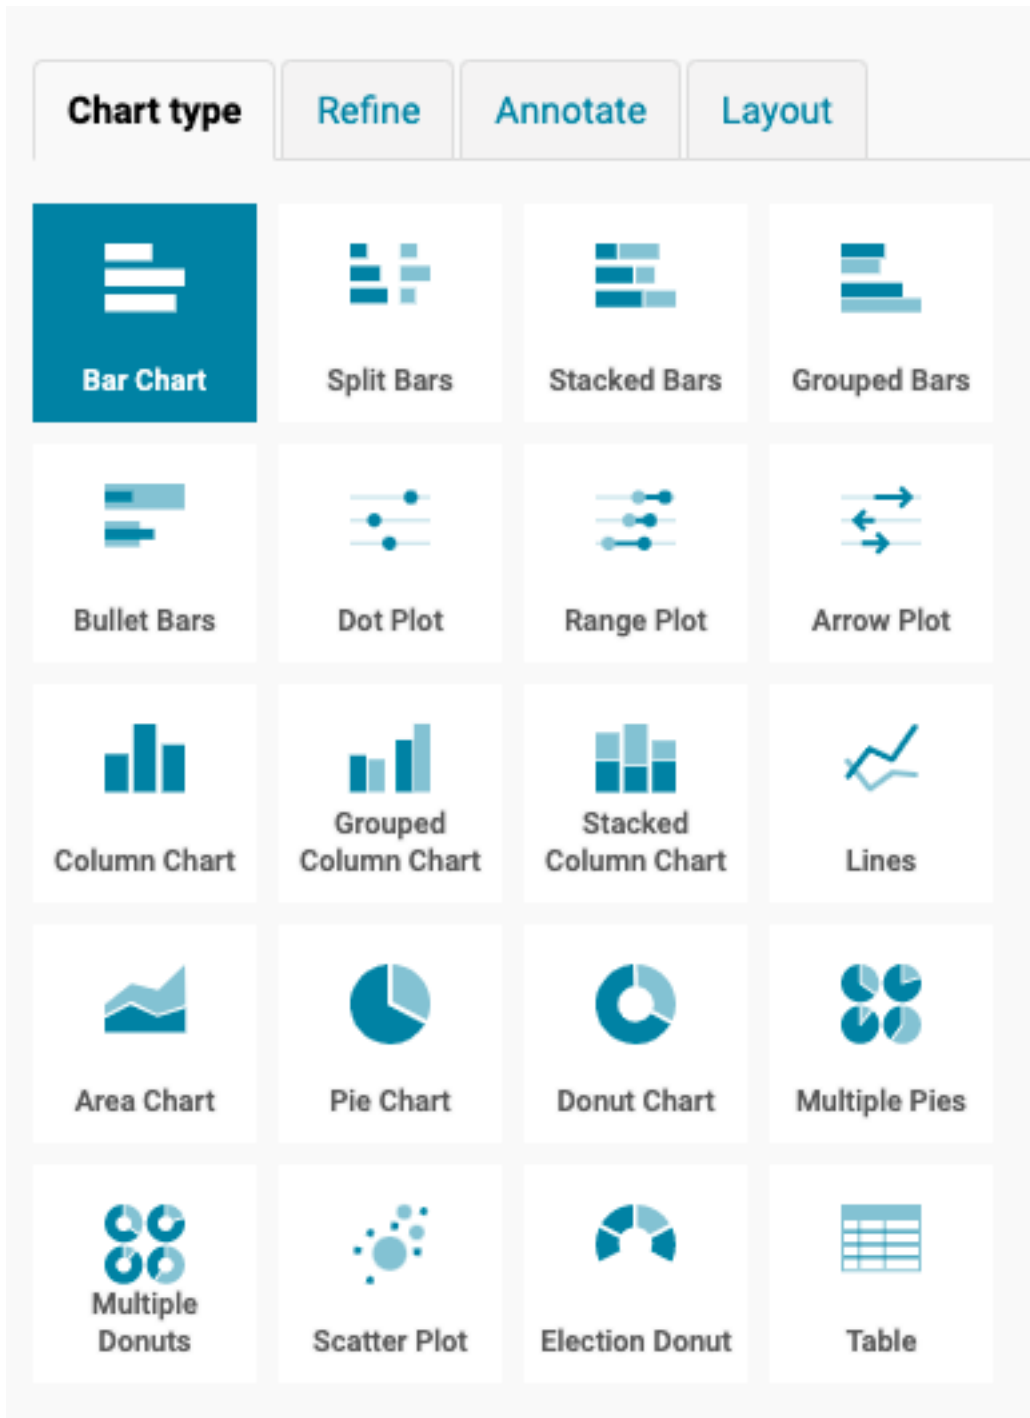 Chart type
Refine
Annotate
Layout
Bar Chart
Split Bars
Stacked Bars
Grouped Bars
Bullet Bars
Dot Plot
Range Plot
Arrow Plot
Column Chart
Grouped
Column Chart
Stacked
Column Chart
Lines
Area Chart
Pie Chart
Donut Chart
Multiple Pies
Multiple
Donuts
Scatter Plot
Election Donut
Table